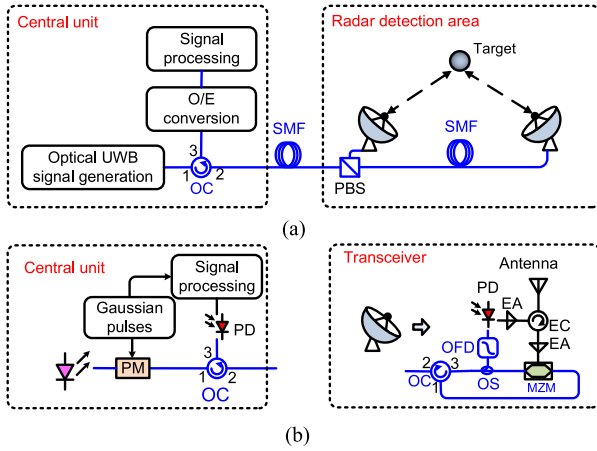 Central unit
Signal
processing
O/E
conversion
Optical UWB
signal generation
3
1
2
OC
SMF
Radar detection area
Target
SMF
PBS
(a)
Central unit
Signal
processing
Gaussian
pulses
PD
PM
3
1
2
OC
Transceiver
Antenna
PD
EA
EC
EA
OFD
2
3
OC
1
OS
MZM
(b)